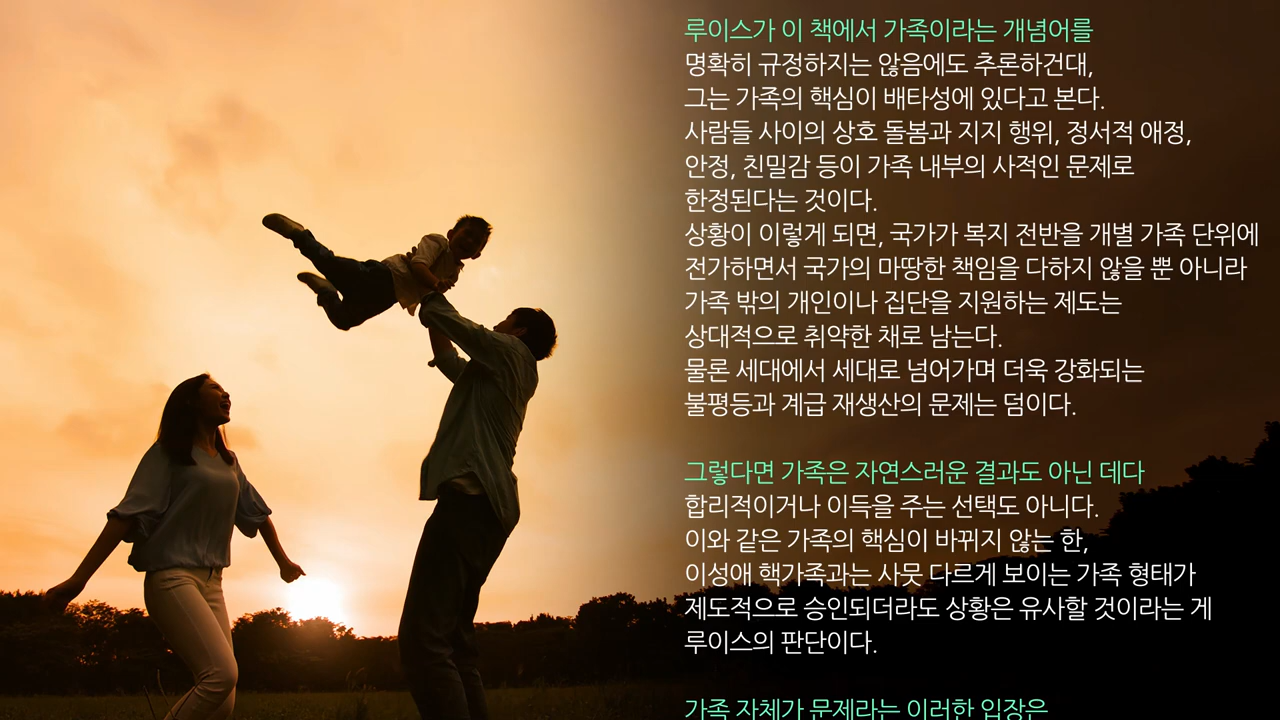 루이스가 이 책에서 가족이라는 개념어를
명확히 규정하지는 않음에도 추론하건대,
그는 가족의 핵심이 배타성에 있다고 본다.
사람들 사이의 상호 돌봄과 지지 행위, 정서적 애정,
안정, 친밀감 등이 가족 내부의 사적인 문제로
한정된다는 것이다.
상황이 이렇게 되면, 국가가 복지 전반을 개별 가족 단위에
전가하면서 국가의 마땅한 책임을 다하지 않을 뿐 아니라
가족 밖의 개인이나 집단을 지원하는 제도는
상대적으로 취약한 채로 남는다.
물론 세대에서 세대로 넘어가며 더욱 강화되는
불평등과 계급 재생산의 문제는 덤이다.
그렇다면 가족은 자연스러운 결과도 아닌 데다
합리적이거나 이득을 주는 선택도 아니다.
이와 같은 가족의 핵심이 바뀌지 않는 한,
이성애 핵가족과는 사뭇 다르게 보이는 가족 형태가
제도적으로 승인되더라도 상황은 유사할 것이라는 게
루이스의 판단이다.
가족 자체가 문제라는 이러한 입장은